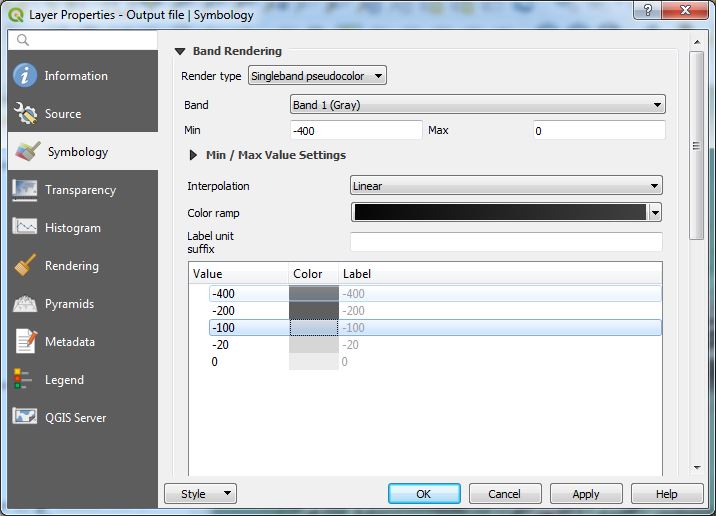 Layer Properties - Output file | Symbology
Information
Source
Symbology
Transparency
Histogram
Rendering
Pyramids
Metadata
Legend
QGIS Server
Band Rendering
Render type Singleband pseudocolor
Band Band 1 (Gray)
Min -400 Max 0
Min / Max Value Settings
Interpolation Linear
Color ramp
Label unit
suffix
Value Color Label
-400 -400
-200 -200
-100 -100
-20 -20
0 0
Style OK Cancel Apply Help